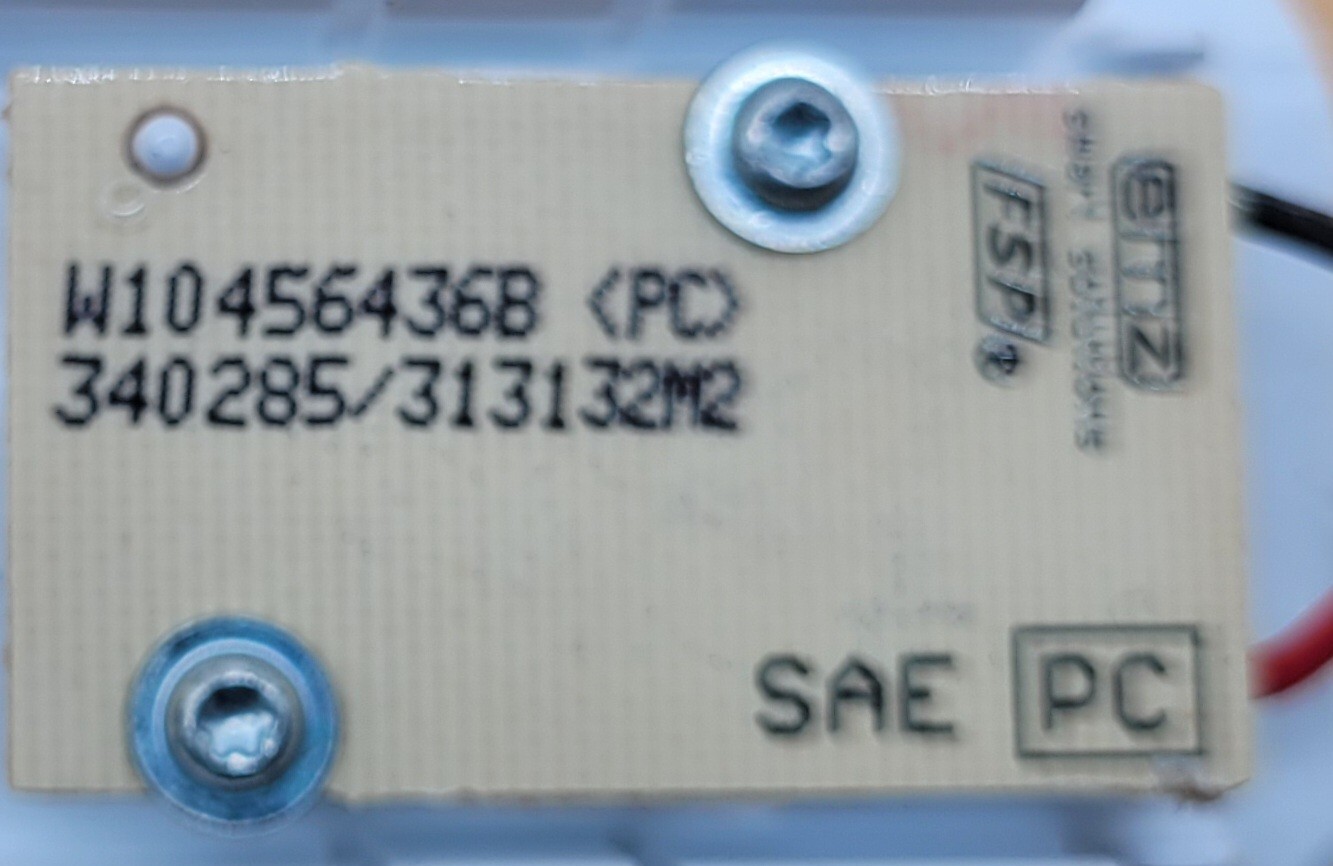 W10456436B <PC>
340285/313132M2
FSP®
SAE PC